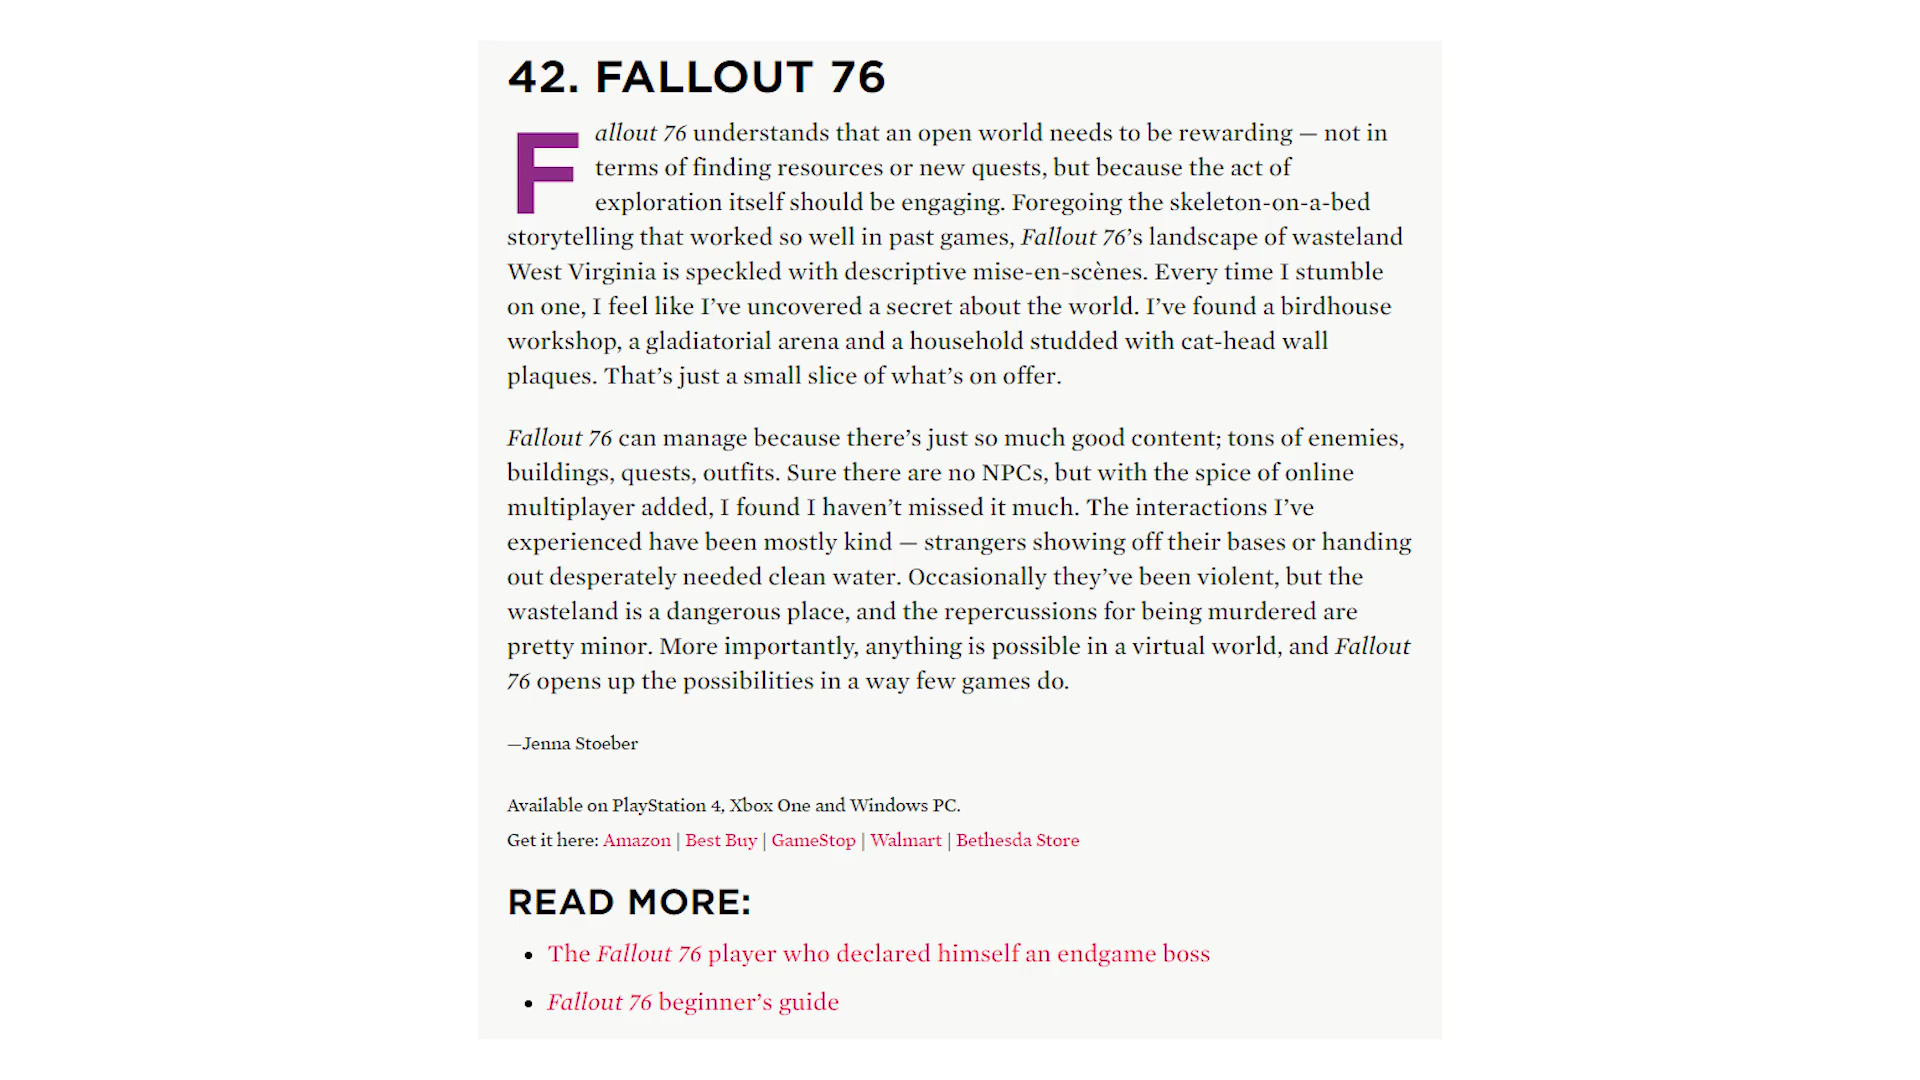 42. FALLOUT 76
Fallout 76 understands that an open world needs to be rewarding — not in
terms of finding resources or new quests, but because the act of
exploration itself should be engaging. Foregoing the skeleton-on-a-bed
storytelling that worked so well in past games, Fallout 76’s landscape of wasteland
West Virginia is speckled with descriptive mise-en-scènes. Every time I stumble
on one, I feel like I’ve uncovered a secret about the world. I’ve found a birdhouse
workshop, a gladiatorial arena and a household studded with cat-head wall
plaques. That’s just a small slice of what’s on offer.
Fallout 76 can manage because there’s just so much good content; tons of enemies,
buildings, quests, outfits. Sure there are no NPCs, but with the spice of online
multiplayer added, I found I haven’t missed it much. The interactions I’ve
experienced have been mostly kind — strangers showing off their bases or handing
out desperately needed clean water. Occasionally they’ve been violent, but the
wasteland is a dangerous place, and the repercussions for being murdered are
pretty minor. More importantly, anything is possible in a virtual world, and Fallout
76 opens up the possibilities in a way few games do.
—Jenna Stoeber
Available on PlayStation 4, Xbox One and Windows PC.
Get it here: Amazon | Best Buy | GameStop | Walmart | Bethesda Store
READ MORE:
• The Fallout 76 player who declared himself an endgame boss
• Fallout 76 beginner’s guide